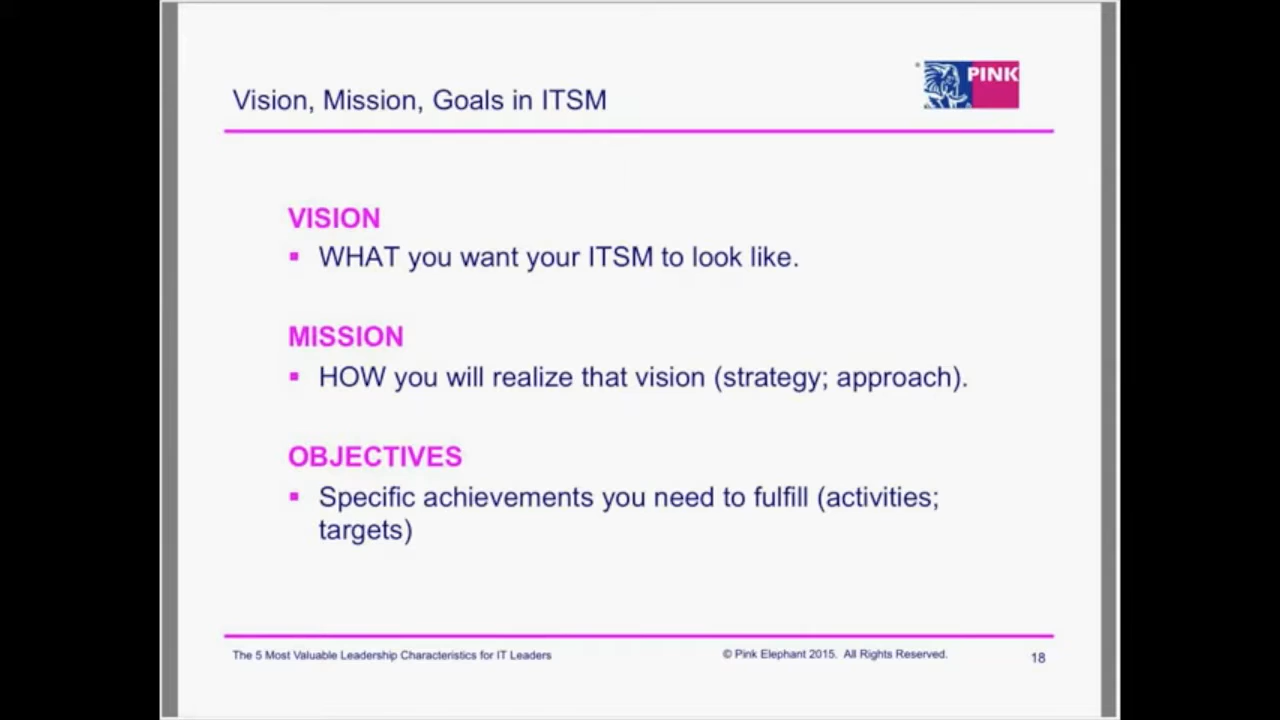 Vision, Mission, Goals in ITSM
PINK
VISION
▪ WHAT you want your ITSM to look like.
MISSION
▪ HOW you will realize that vision (strategy; approach).
OBJECTIVES
▪ Specific achievements you need to fulfill (activities;
targets)
The 5 Most Valuable Leadership Characteristics for IT Leaders
© Pink Elephant 2015. All Rights Reserved.
18